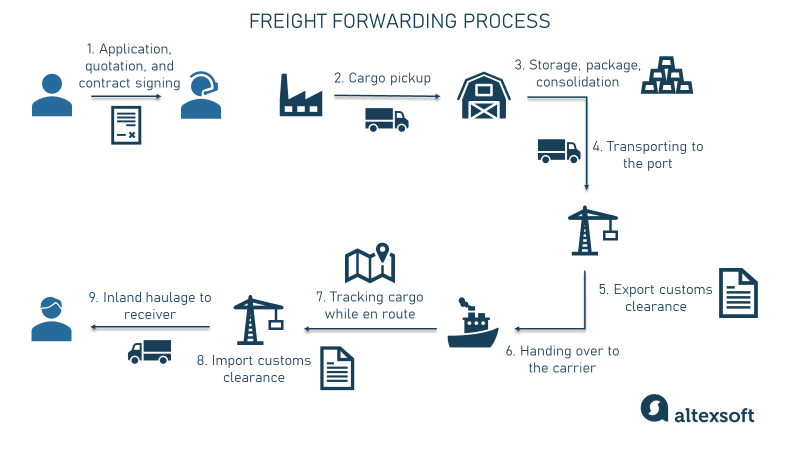 FREIGHT FORWARDING PROCESS
1. Application,
quotation, and
contract signing
2. Cargo pickup
3. Storage, package,
consolidation
4. Transporting to
the port
5. Export customs
clearance
6. Handing over to
the carrier
7. Tracking cargo
while en route
8. Import customs
clearance
9. Inland haulage to
receiver
altexsoft